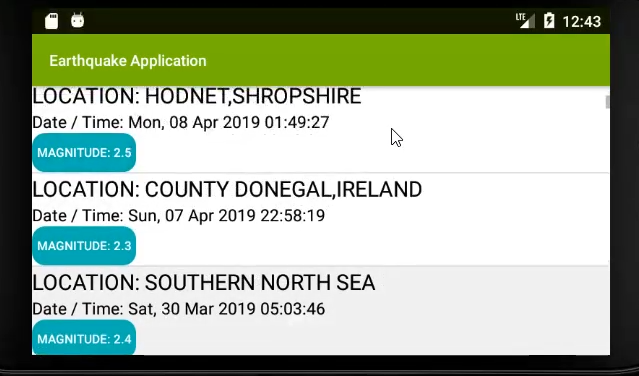 LTE 12:43
Earthquake Application
LOCATION: HODNET,SHROPSHIRE
Date / Time: Mon, 08 Apr 2019 01:49:27
MAGNITUDE: 2.5
LOCATION: COUNTY DONEGAL,IRELAND
Date / Time: Sun, 07 Apr 2019 22:58:19
MAGNITUDE: 2.3
LOCATION: SOUTHERN NORTH SEA
Date / Time: Sat, 30 Mar 2019 05:03:46
MAGNITUDE: 2.4